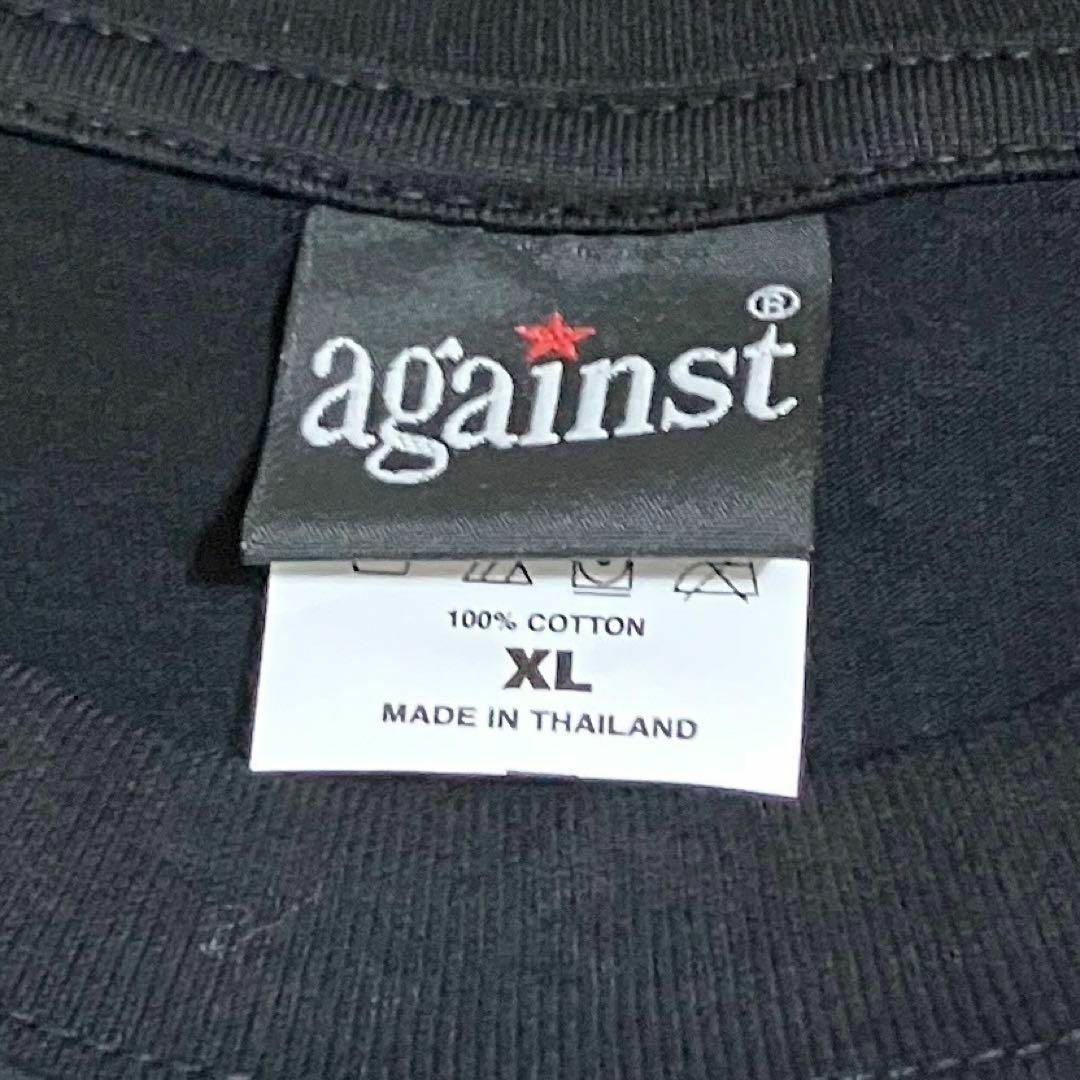 against®
100% COTTON
XL
MADE IN THAILAND